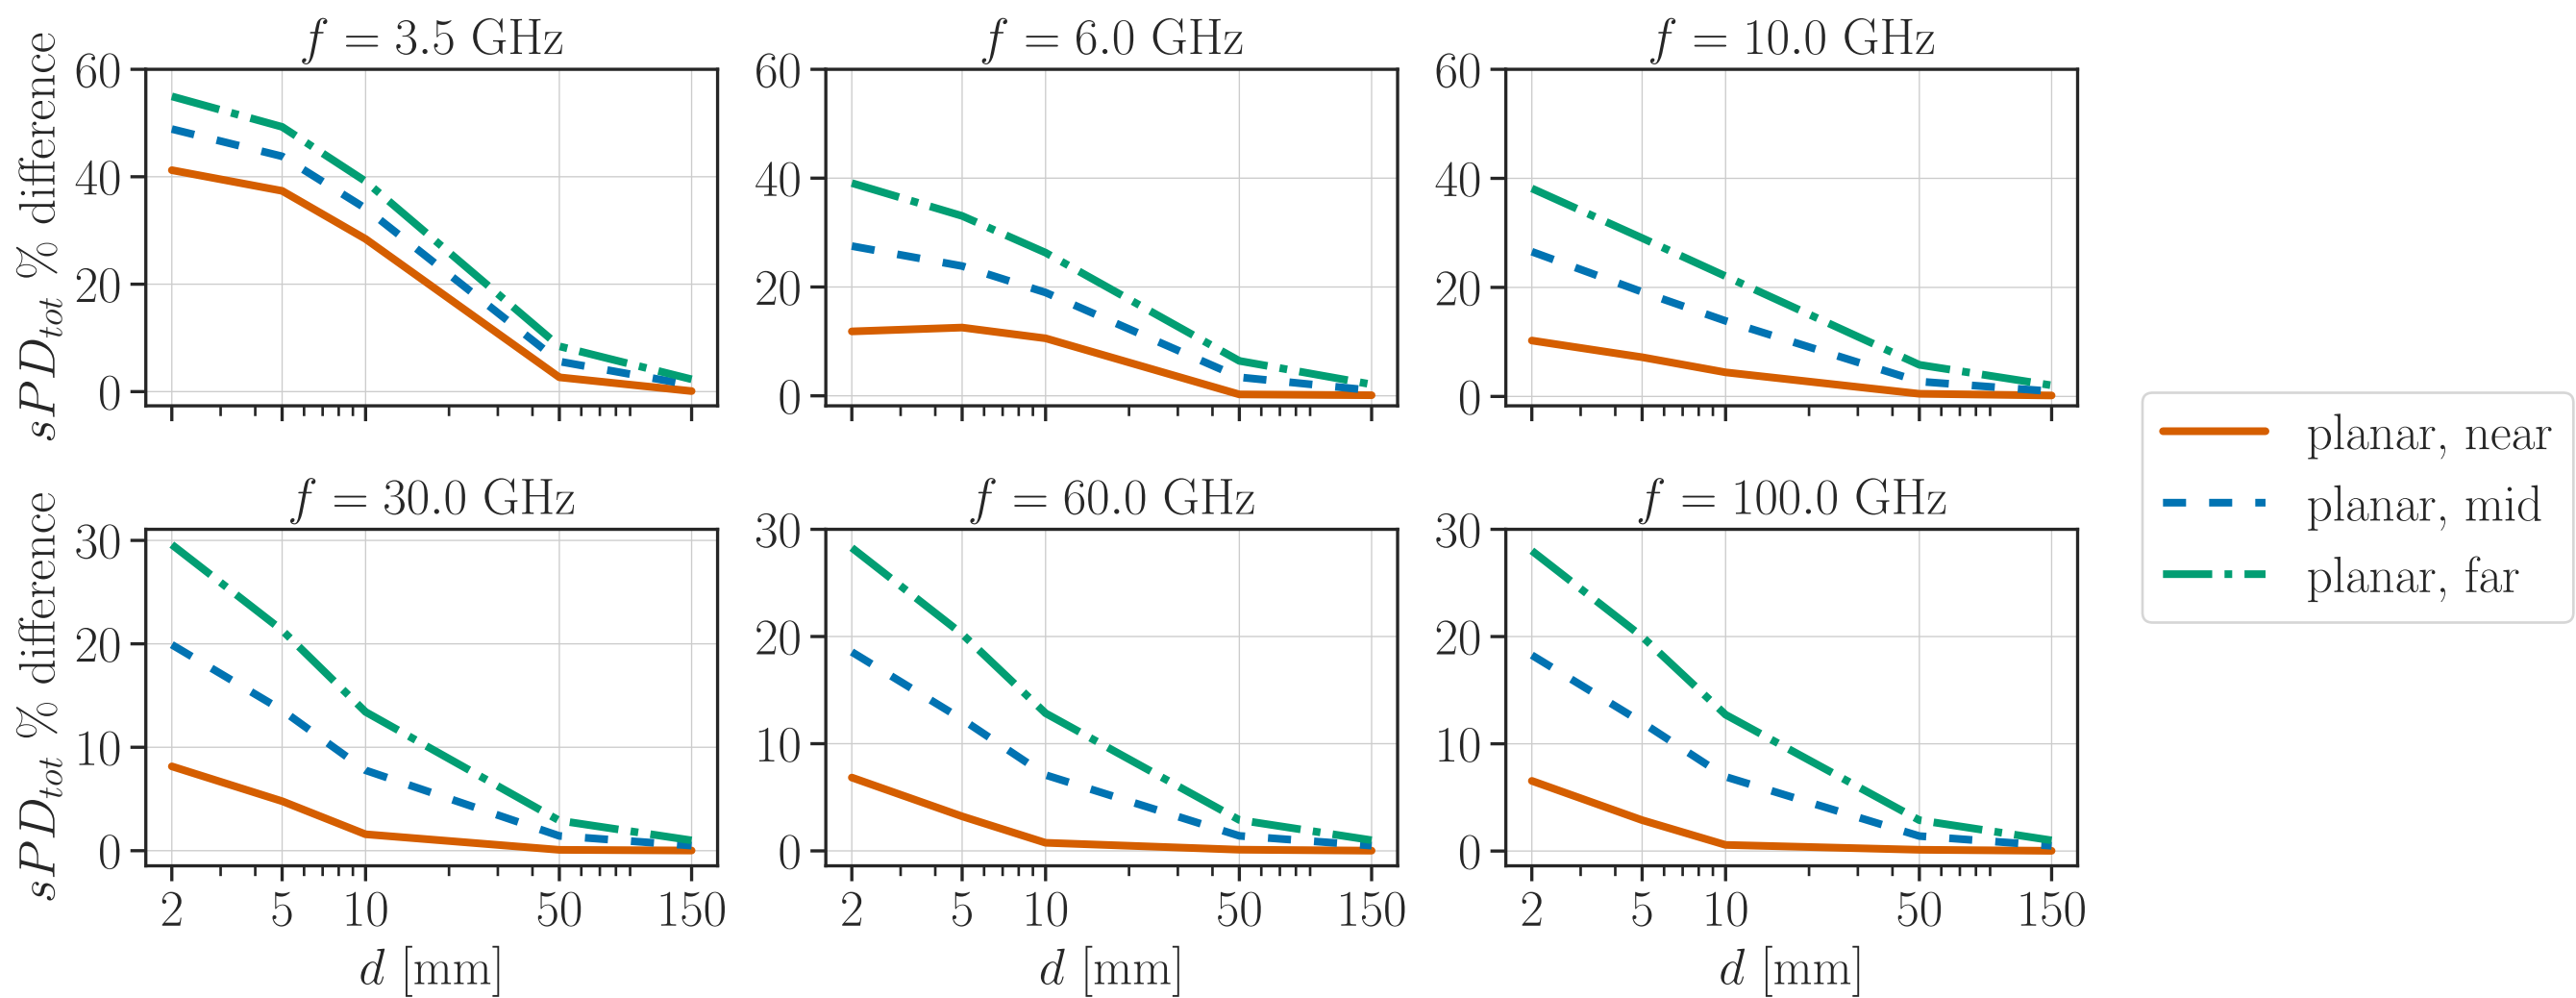 f = 3.5 GHz
f = 6.0 GHz
f = 10.0 GHz
sPD_tot % difference
60
40
20
0
60
40
20
0
60
40
20
0
planar, near
planar, mid
planar, far
f = 30.0 GHz
f = 60.0 GHz
f = 100.0 GHz
sPD_tot % difference
30
20
10
0
30
20
10
0
30
20
10
0
2 5 10 50 150
2 5 10 50 150
2 5 10 50 150
d [mm]
d [mm]
d [mm]